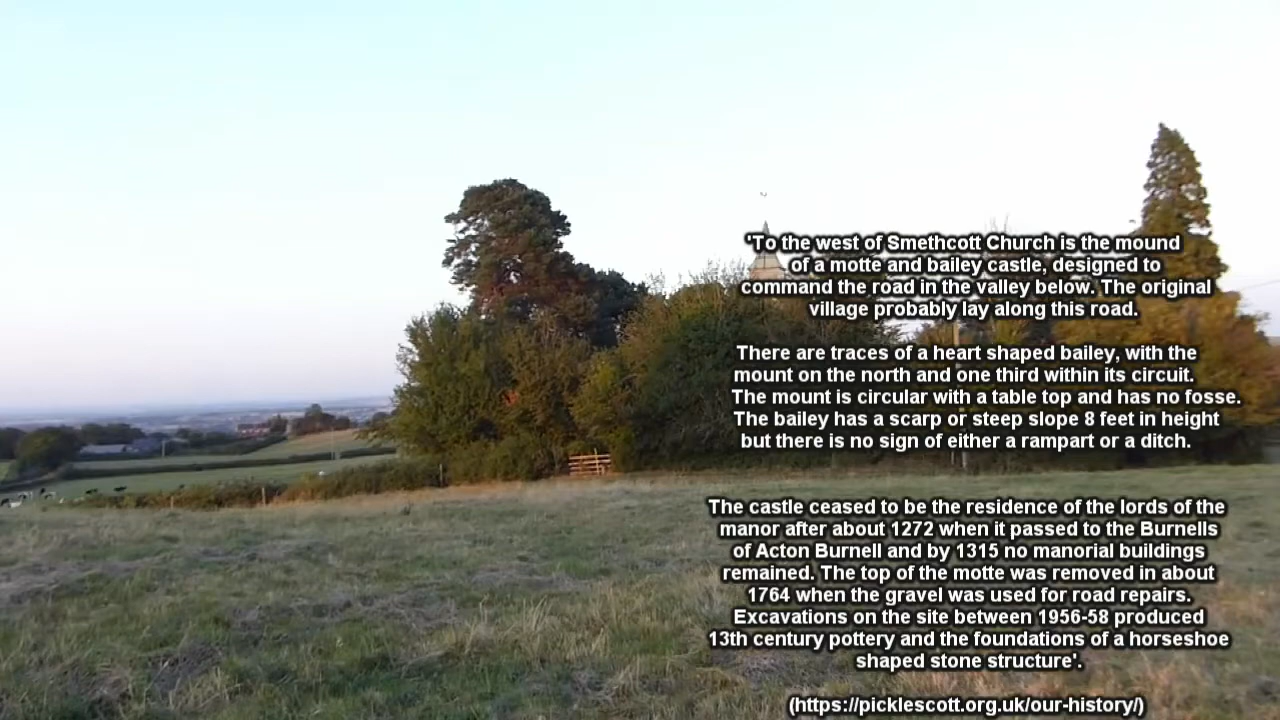 'To the west of Smethcott Church is the mound
of a motte and bailey castle, designed to
command the road in the valley below. The original
village probably lay along this road.
There are traces of a heart shaped bailey, with the
mount on the north and one third within its circuit.
The mount is circular with a table top and has no fosse.
The bailey has a scarp or steep slope 8 feet in height
but there is no sign of either a rampart or a ditch.
The castle ceased to be the residence of the lords of the
manor after about 1272 when it passed to the Burnells
of Acton Burnell and by 1315 no manorial buildings
remained. The top of the motte was removed in about
1764 when the gravel was used for road repairs.
Excavations on the site between 1956-58 produced
13th century pottery and the foundations of a horseshoe
shaped stone structure'.
(https://picklescott.org.uk/our-history/)